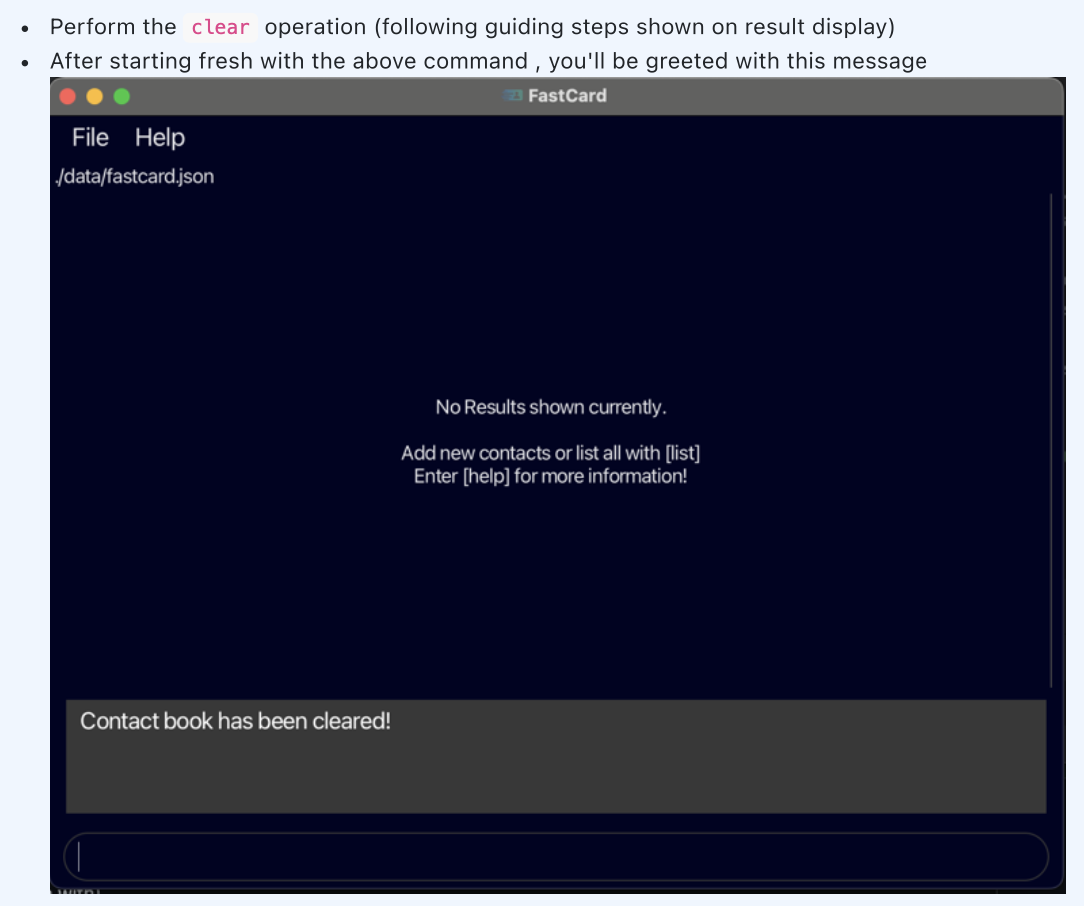 Perform the clear operation (following guiding steps shown on result display)
After starting fresh with the above command , you'll be greeted with this message
FastCard
File Help
./data/fastcard.json
No Results shown currently.
Add new contacts or list all with [list]
Enter [help] for more information!
Contact book has been cleared!